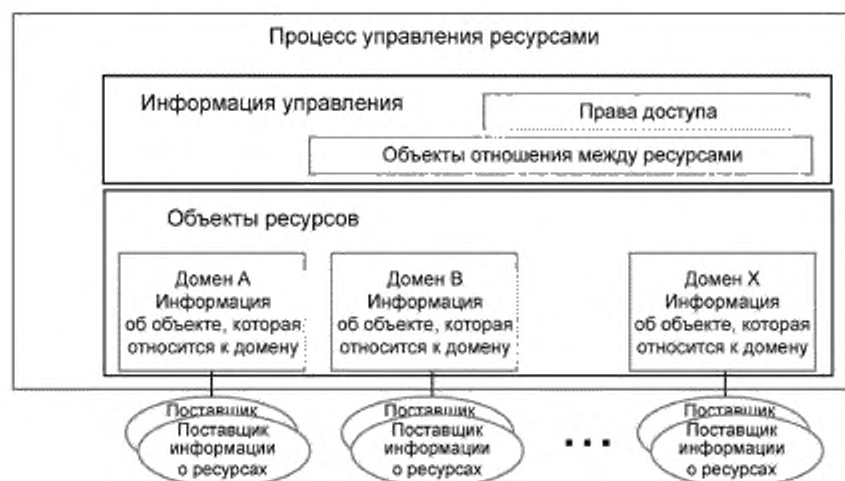 Процесс управления ресурсами
Информация управления
Права доступа
Объекты отношения между ресурсами
Объекты ресурсов
Домен A
Информация
об объекте, которая
относится к домену
Домен B
Информация
об объекте, которая
относится к домену
Домен X
Информация
об объекте, которая
относится к домену
Поставщик
Поставщик
информации
о ресурсах
Поставщик
Поставщик
информации
о ресурсах
...
Поставщик
Поставщик
информации
о ресурсах